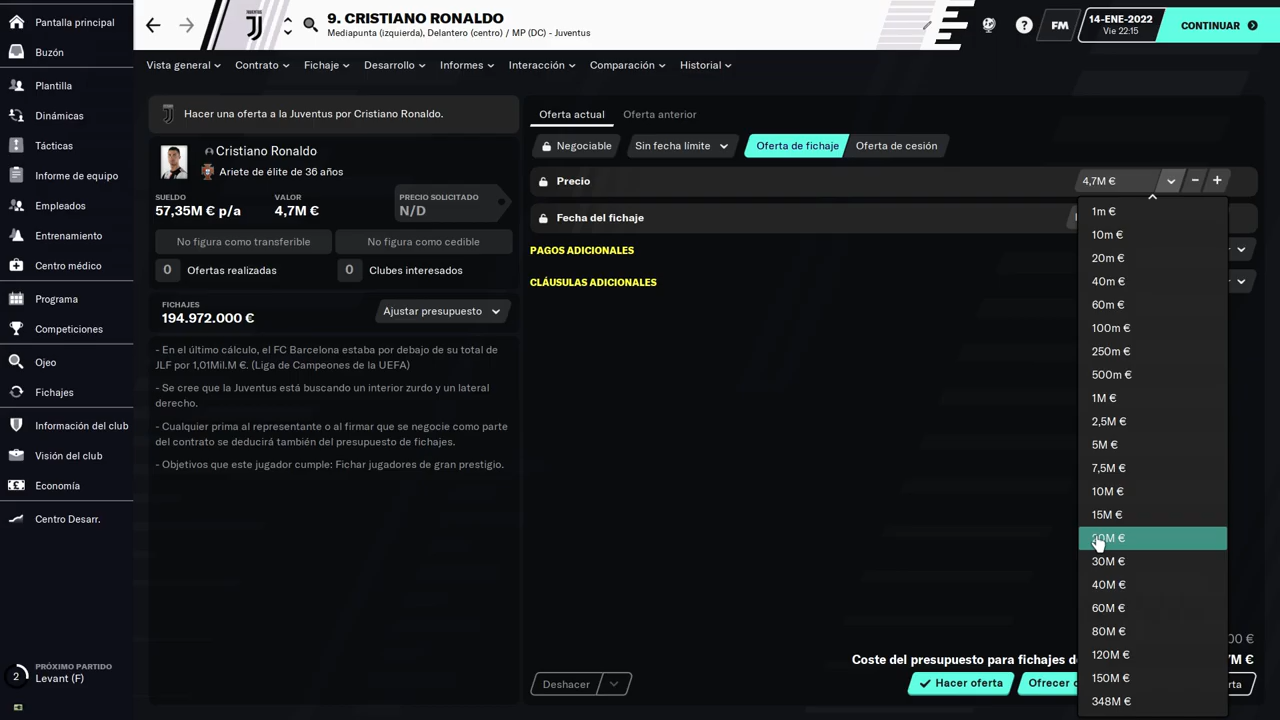 Pantalla principal
Buzón
Plantilla
Dinámicas
Tácticas
Informe de equipo
Empleados
Entrenamiento
Centro médico
Programa
Competiciones
Ojeo
Fichajes
Información del club
Visión del club
Economía
Centro Desarr.
2
PRÓXIMO PARTIDO
Levant (F)
9. CRISTIANO RONALDO
Mediapunta (izquierda), Delantero (centro) / MP (DC) - Juventus
FM
14-ENE-2022
Vie 22:15
CONTINUAR
Vista general
Contrato
Fichaje
Desarrollo
Informes
Interacción
Comparación
Historial
Hacer una oferta a la Juventus por Cristiano Ronaldo.
Cristiano Ronaldo
Ariete de élite de 36 años
SUELDO
57,35M € p/a
VALOR
4,7M €
PRECIO SOLICITADO
N/D
No figura como transferible
No figura como cedible
0 Ofertas realizadas
0 Clubes interesados
FICHAJES
194.972.000 €
Ajustar presupuesto
- En el último cálculo, el FC Barcelona estaba por debajo de su total de
JLF por 1,01Mil.M €. (Liga de Campeones de la UEFA)
- Se cree que la Juventus está buscando un interior zurdo y un lateral
derecho.
- Cualquier prima al representante o al firmar que se negocie como parte
del contrato se deducirá también del presupuesto de fichajes.
- Objetivos que este jugador cumple: Fichar jugadores de gran prestigio.
Oferta actual
Oferta anterior
Negociable
Sin fecha límite
Oferta de fichaje
Oferta de cesión
Precio
4,7M €
Fecha del fichaje
PAGOS ADICIONALES
CLÁUSULAS ADICIONALES
1m €
10m €
20m €
40m €
60m €
100m €
250m €
500m €
1M €
2,5M €
5M €
7,5M €
10M €
15M €
20M €
30M €
40M €
60M €
80M €
120M €
150M €
348M €
Coste del presupuesto para fichajes
Deshacer
Hacer oferta
Ofrecer